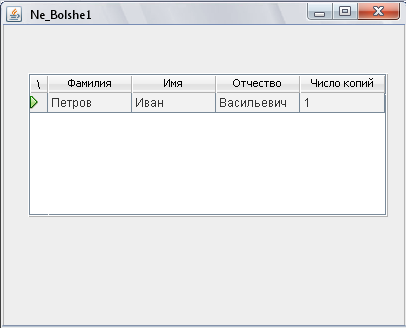 Ne_Bolshe1
\ Фамилия Имя Отчество Число копий
Петров Иван Васильевич 1